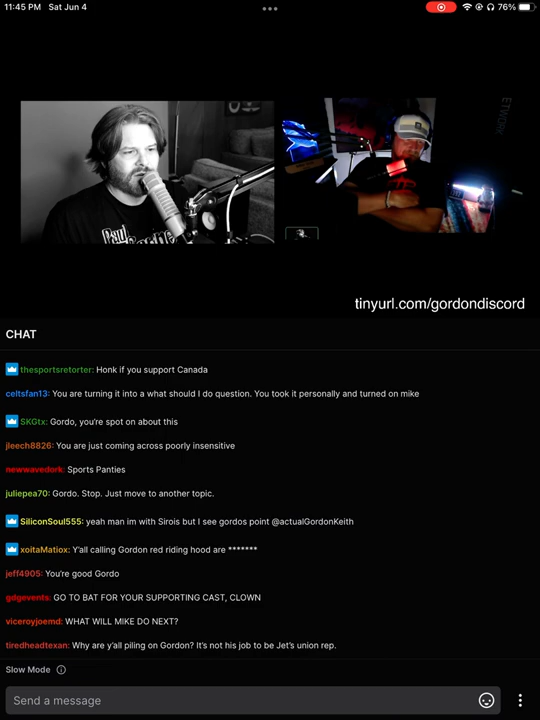 11:45 PM Sat Jun 4
76%
ETWORK
Paul
tinyurl.com/gordondiscord
CHAT
thesportsretorter: Honk if you support Canada
celtsfan13: You are turning it into a what should I do question. You took it personally and turned on mike
SKGtx: Gordo, you're spot on about this
jleech8826: You are just coming across poorly insensitive
newwavedork: Sports Panties
juliepea70: Gordo. Stop. Just move to another topic.
SiliconSoul555: yeah man im with Sirois but I see gordos point @actualGordonKeith
xoitaMatiox: Y'all calling Gordon red riding hood are *******
jeff4905: You're good Gordo
gdgevents: GO TO BAT FOR YOUR SUPPORTING CAST, CLOWN
viceroyjoemd: WHAT WILL MIKE DO NEXT?
tiredheadtexan: Why are y'all piling on Gordon? It's not his job to be Jet's union rep.
Slow Mode
Send a message